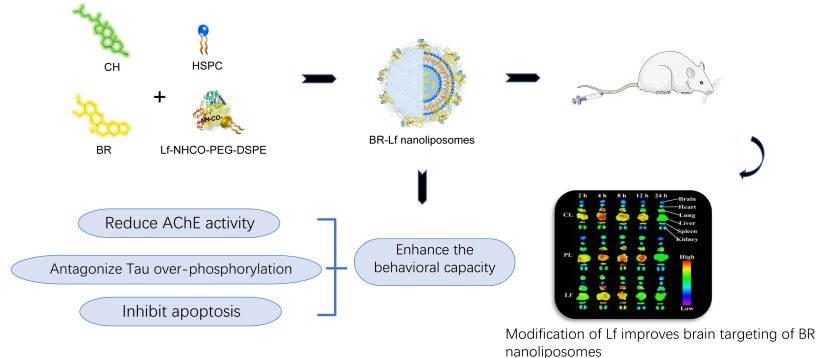 CH
HSPC
+
BR
NH-CO-
Lf-NHCO-PEG-DSPE
BR-Lf nanoliposomes
Reduce AChE activity
Antagonize Tau over-phosphorylation
Inhibit apoptosis
Enhance the
behavioral capacity
2 h 4 h 8 h 12 h 24 h
Brain
Heart
Lung
Liver
Spleen
Kidney
CL
PL
Lf
High
Low
Modification of Lf improves brain targeting of BR
nanoliposomes